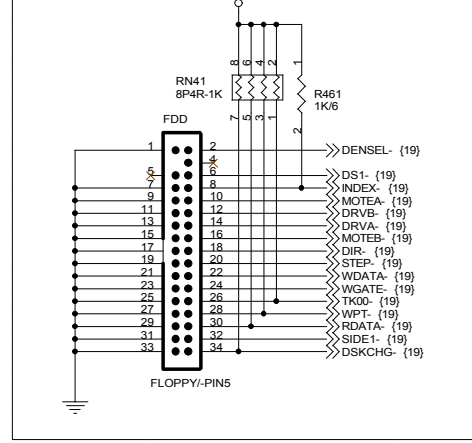 8 6 4 2 1
RN41
8P4R-1K
R461
1K/6
7 5 3 1 2
FDD
1 2 DENSEL- {19}
4
5 6 DS1- {19}
7 8 INDEX- {19}
9 10 MOTEA- {19}
11 12 DRVB- {19}
13 14 DRVA- {19}
15 16 MOTEB- {19}
17 18 DIR- {19}
19 20 STEP- {19}
21 22 WDATA- {19}
23 24 WGATE- {19}
25 26 TK00- {19}
27 28 WPT- {19}
29 30 RDATA- {19}
31 32 SIDE1- {19}
33 34 DSKCHG- {19}
FLOPPY/-PIN5